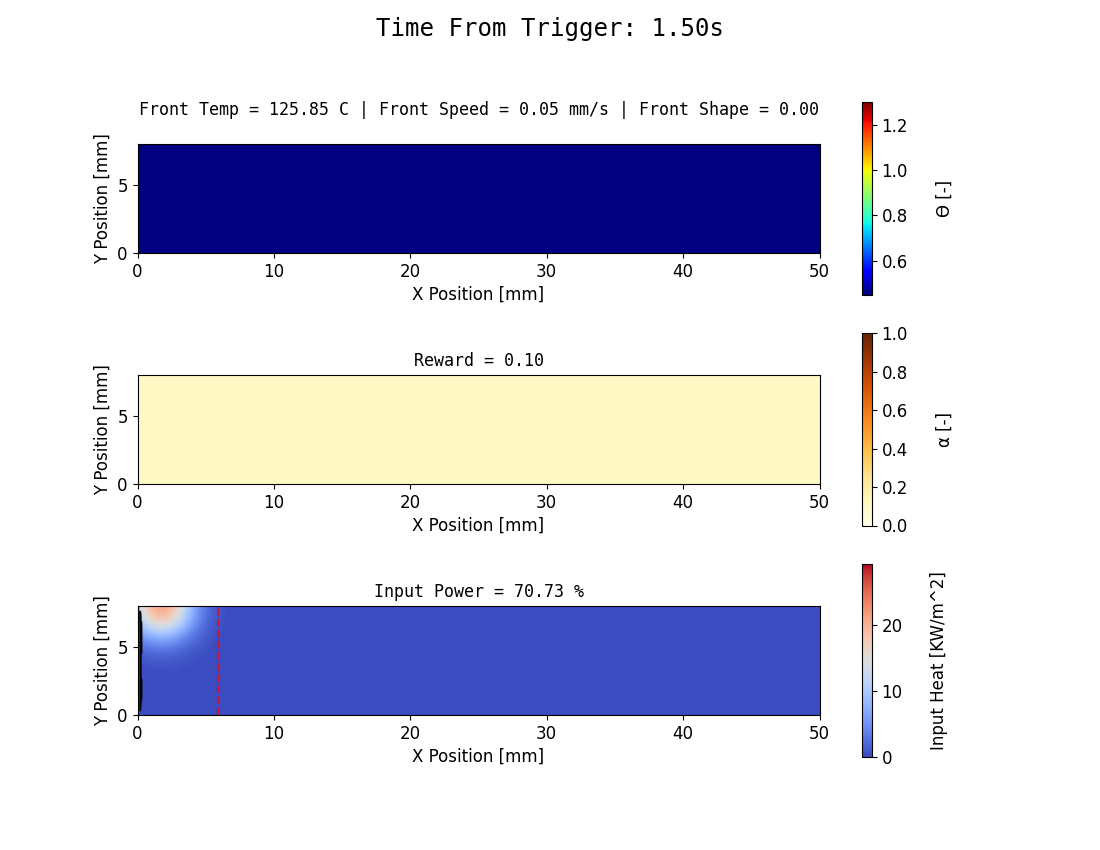 Time From Trigger: 1.50s
Front Temp = 125.85 C | Front Speed = 0.05 mm/s | Front Shape = 0.00
Y Position [mm]
5
0
0 10 20 30 40 50
X Position [mm]
1.2
1.0
0.8
0.6
Θ [-]
Reward = 0.10
Y Position [mm]
5
0
0 10 20 30 40 50
X Position [mm]
1.0
0.8
0.6
0.4
0.2
0.0
α [-]
Input Power = 70.73 %
Y Position [mm]
5
0
0 10 20 30 40 50
X Position [mm]
20
10
0
Input Heat [KW/m^2]